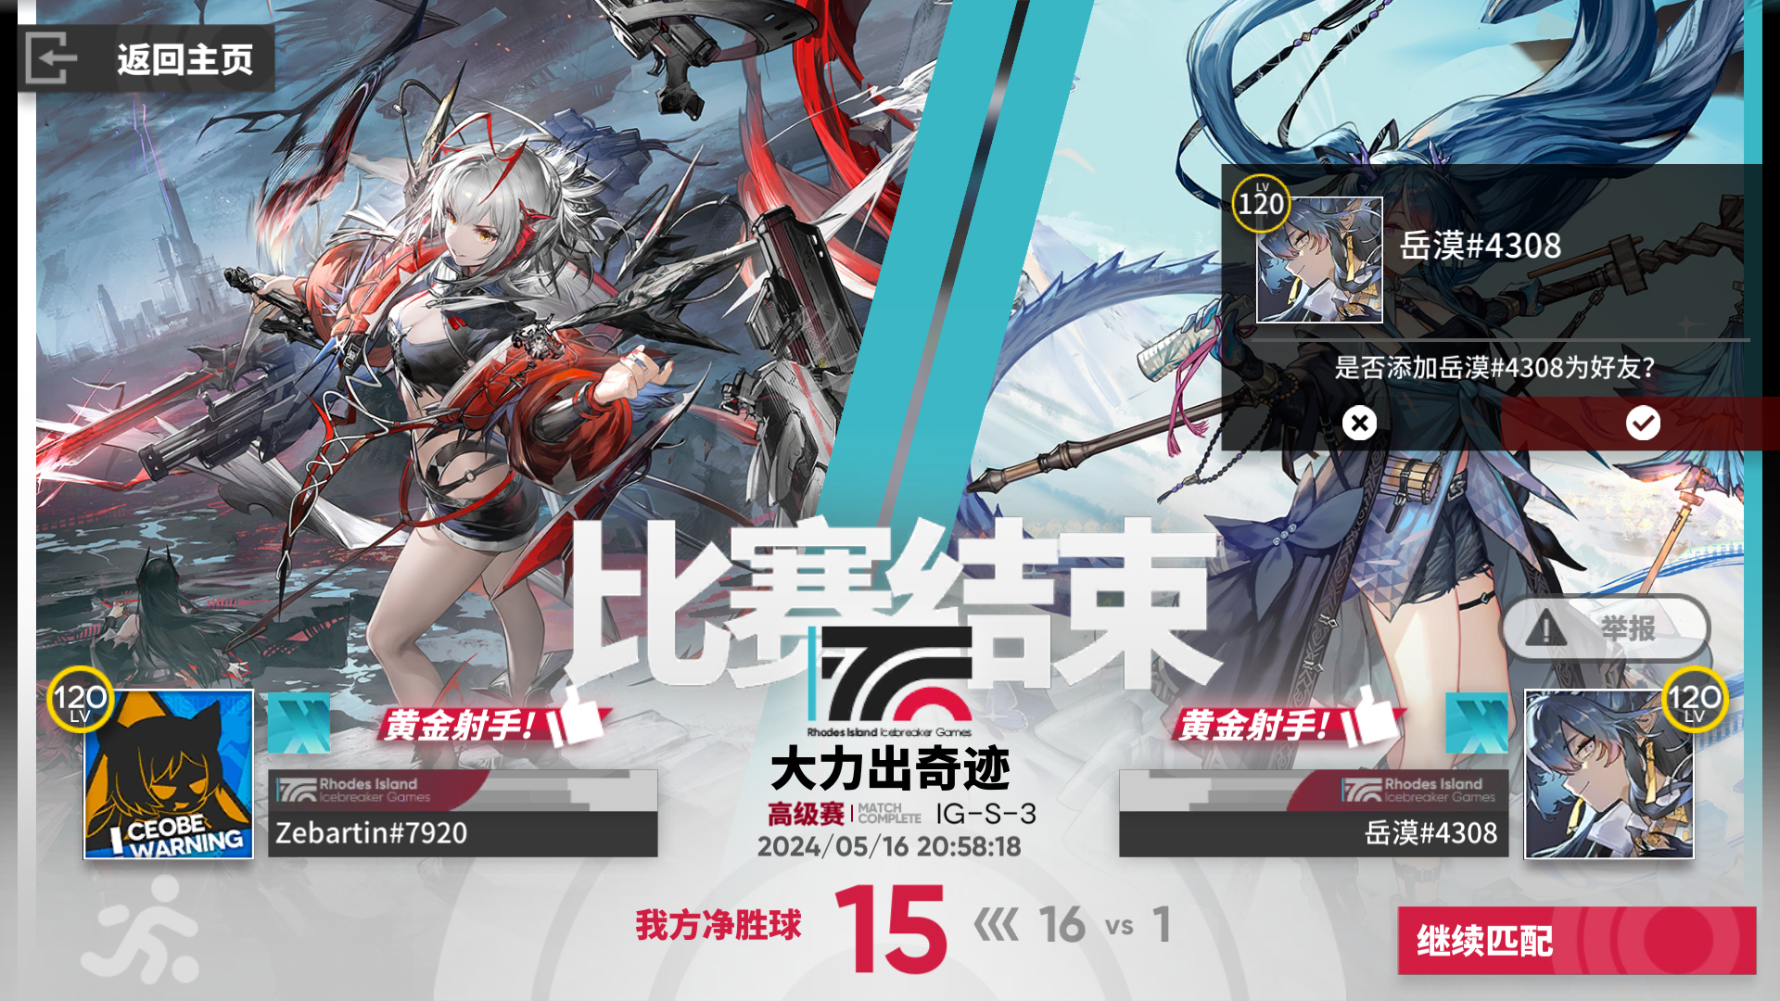 返回主页
LV
120
岳漠#4308
是否添加岳漠#4308为好友?
比赛结束
举报
120
LV
黄金射手!
Rhodes Island Icebreaker Games
黄金射手!
120
LV
Rhodes Island
Icebreaker Games
大力出奇迹
Rhodes Island
Icebreaker Games
I CEOBE
WARNING
Zebartin#7920
高级赛 MATCH COMPLETE IG-S-3
岳漠#4308
2024/05/16 20:58:18
我方净胜球 15 16 vs 1
继续匹配